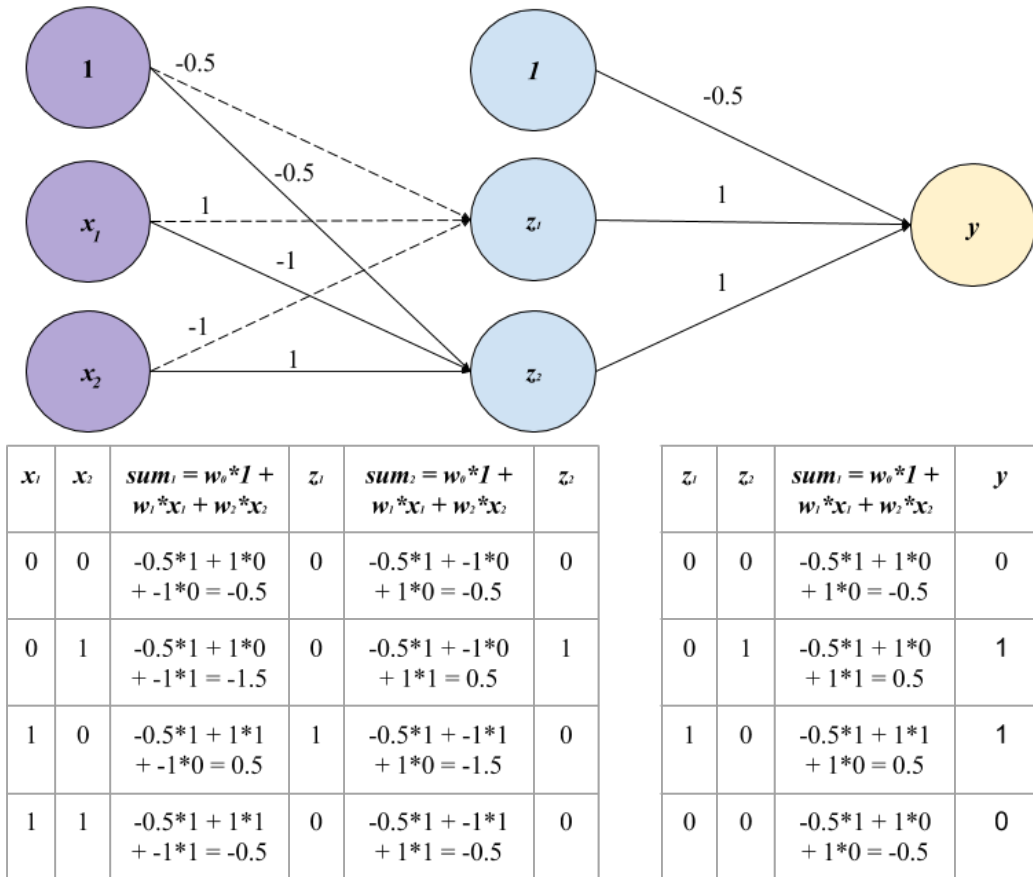 1
-0.5
1
-0.5
-0.5
x₁
1
z₁
1
y
-1
1
x₂
-1
1
z₂
x₁ x₂ sum₁ = w₀*1 + z₁ sum₂ = w₀*1 + z₂
w₁*x₁ + w₂*x₂ w₁*x₁ + w₂*x₂
0 0 -0.5*1 + 1*0 0 -0.5*1 + -1*0 0
+ -1*0 = -0.5 + 1*0 = -0.5
0 1 -0.5*1 + 1*0 0 -0.5*1 + -1*0 1
+ -1*1 = -1.5 + 1*1 = 0.5
1 0 -0.5*1 + 1*1 1 -0.5*1 + -1*1 0
+ -1*0 = 0.5 + 1*0 = -1.5
1 1 -0.5*1 + 1*1 0 -0.5*1 + -1*1 0
+ -1*1 = -0.5 + 1*1 = -0.5
z₁ z₂ sum₁ = w₀*1 + y
w₁*x₁ + w₂*x₂
0 0 -0.5*1 + 1*0 0
+ 1*0 = -0.5
0 1 -0.5*1 + 1*0 1
+ 1*1 = 0.5
1 0 -0.5*1 + 1*1 1
+ 1*0 = 0.5
0 0 -0.5*1 + 1*0 0
+ 1*0 = -0.5